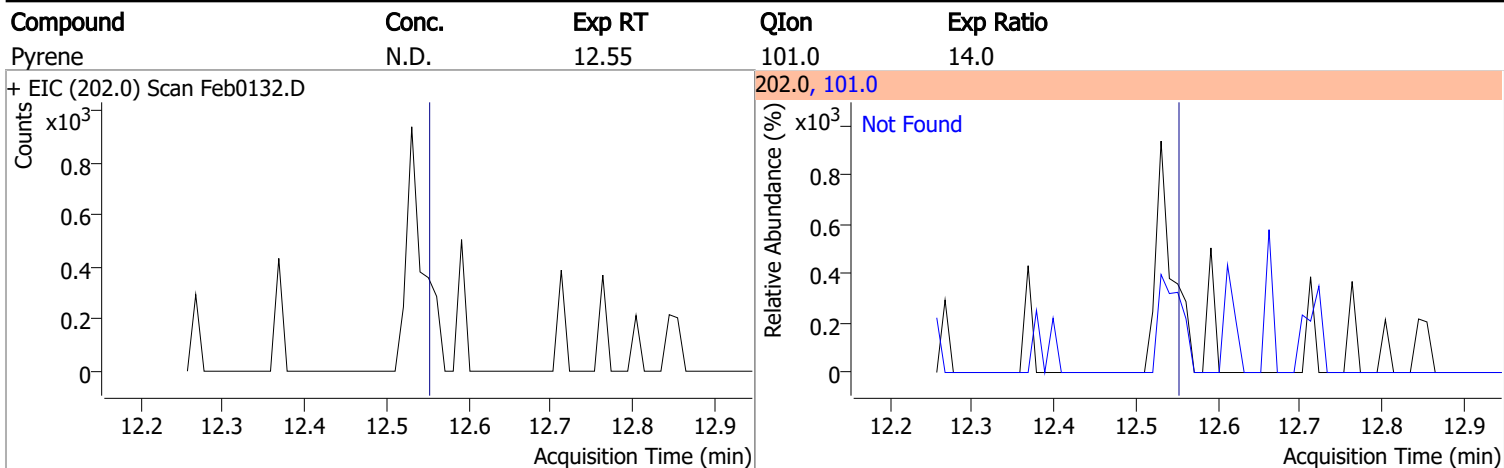 Compound Conc. Exp RT QIon Exp Ratio
Pyrene N.D. 12.55 101.0 14.0
+ EIC (202.0) Scan Feb0132.D
Counts
x10³
0.8
0.6
0.4
0.2
0
12.2 12.3 12.4 12.5 12.6 12.7 12.8 12.9
Acquisition Time (min)
202.0, 101.0
Relative Abundance (%)
x10³
Not Found
0.8
0.6
0.4
0.2
0
12.2 12.3 12.4 12.5 12.6 12.7 12.8 12.9
Acquisition Time (min)